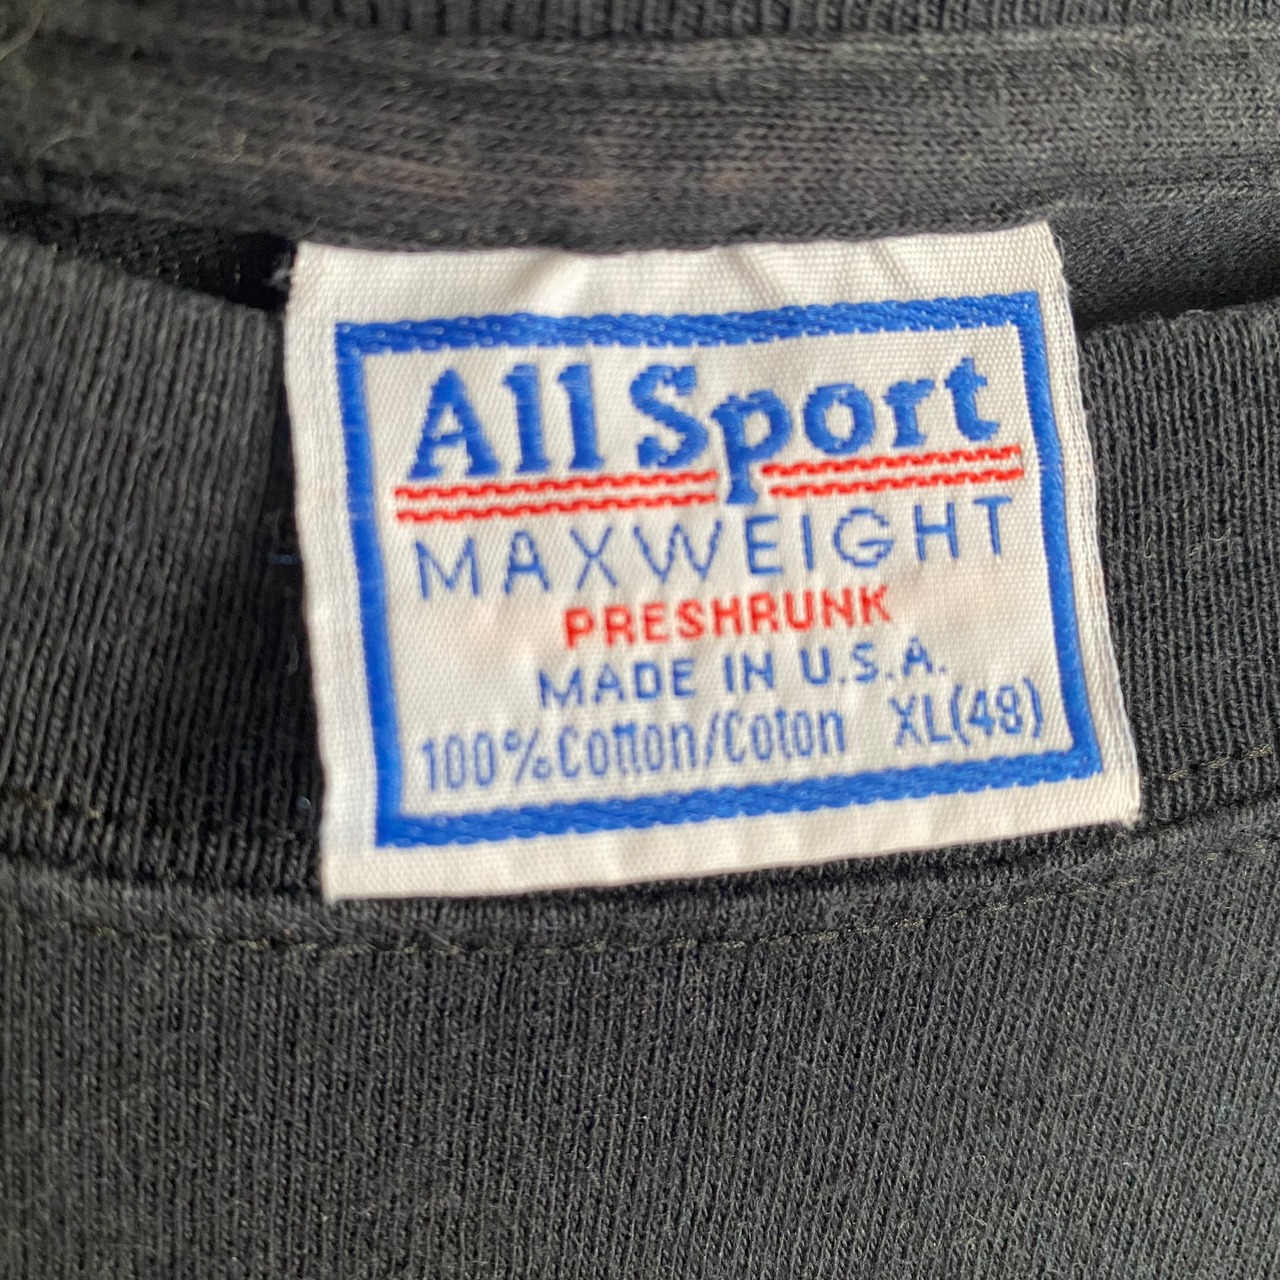 All Sport
MAXWEIGHT
PRESHRUNK
MADE IN U.S.A.
100% Cotton/Coton XL(48)